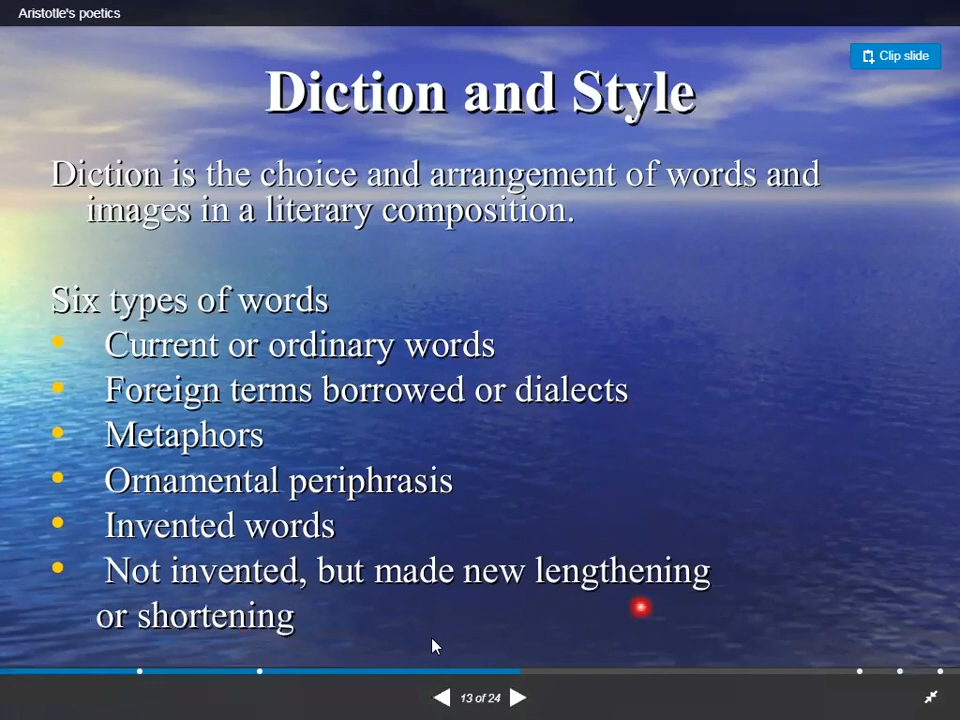 Aristotle's poetics
Clip slide
Diction and Style
Diction is the choice and arrangement of words and
images in a literary composition.
Six types of words
• Current or ordinary words
• Foreign terms borrowed or dialects
• Metaphors
• Ornamental periphrasis
• Invented words
• Not invented, but made new lengthening
or shortening
13 of 24